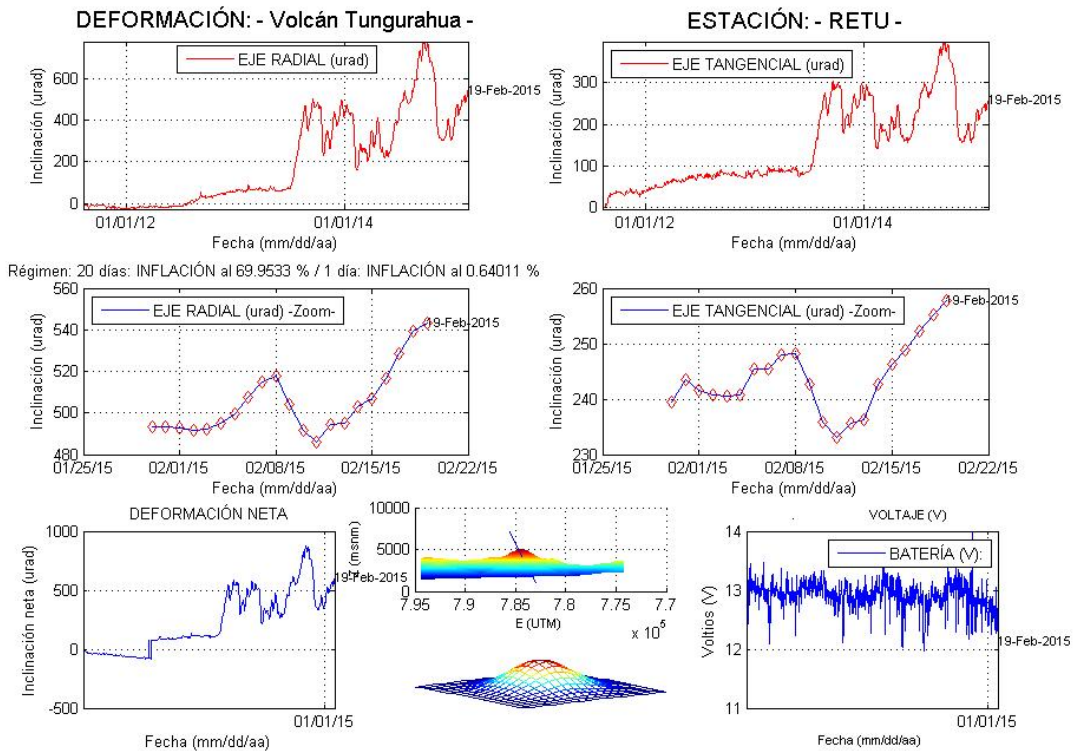 DEFORMACIÓN: - Volcán Tungurahua -
ESTACIÓN: - RETU -
EJE RADIAL (urad)
Inclinación (urad)
600
400
200
0
19-Feb-2015
01/01/12
01/01/14
Fecha (mm/dd/aa)
EJE TANGENCIAL (urad)
Inclinación (urad)
300
200
100
0
19-Feb-2015
01/01/12
01/01/14
Fecha (mm/dd/aa)
Régimen: 20 días: INFLACIÓN al 69.9533 % / 1 día: INFLACIÓN al 0.64011 %
EJE RADIAL (urad) -Zoom-
Inclinación (urad)
560
540
520
500
480
19-Feb-2015
01/25/15
02/01/15
02/08/15
02/15/15
02/22/15
Fecha (mm/dd/aa)
EJE TANGENCIAL (urad) -Zoom-
Inclinación (urad)
260
250
240
230
19-Feb-2015
01/25/15
02/01/15
02/08/15
02/15/15
02/22/15
Fecha (mm/dd/aa)
DEFORMACIÓN NETA
Inclinación neta (urad)
1000
500
0
-500
19-Feb-2015
01/01/15
Fecha (mm/dd/aa)
(msnm)
10000
5000
0
7.94
7.9
7.85
7.8
7.75
7.7
E (UTM)
x 10^5
VOLTAJE (V)
BATERÍA (V):
Voltios (V)
14
13
12
11
19-Feb-2015
01/01/15
Fecha (mm/dd/aa)